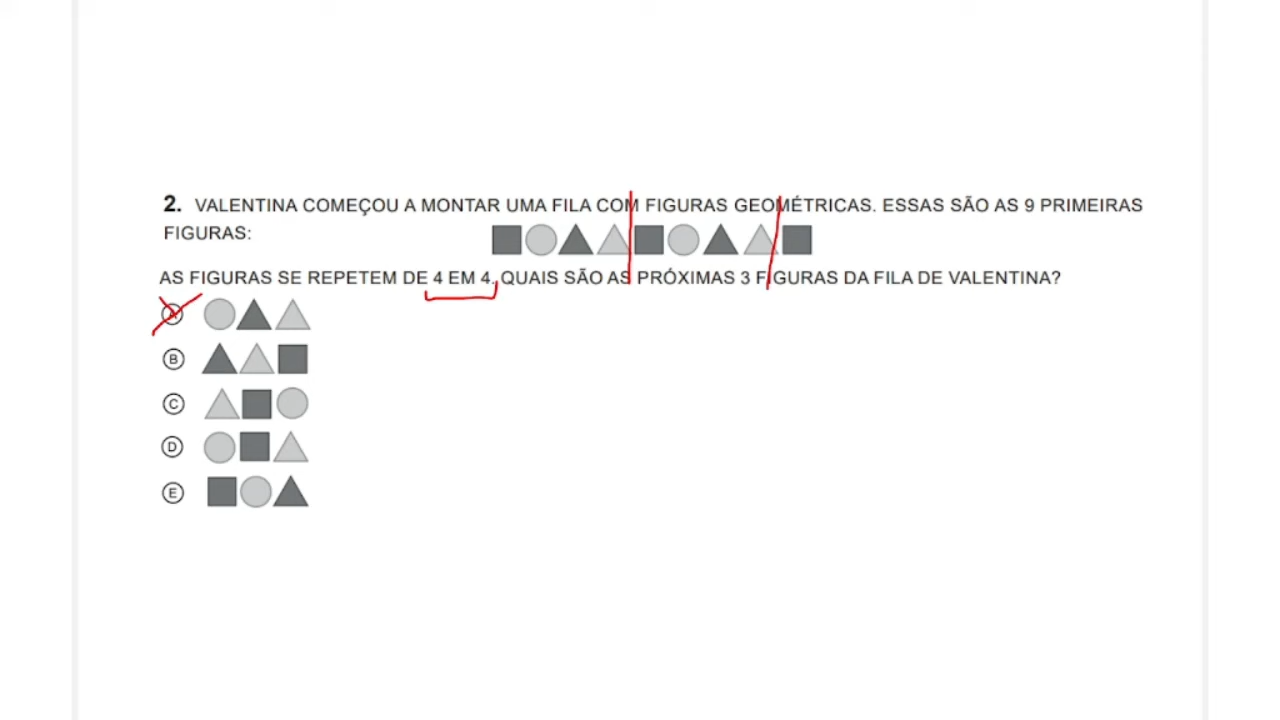 2. VALENTINA COMEÇOU A MONTAR UMA FILA COM FIGURAS GEOMÉTRICAS. ESSAS SÃO AS 9 PRIMEIRAS
FIGURAS:
AS FIGURAS SE REPETEM DE 4 EM 4. QUAIS SÃO AS PRÓXIMAS 3 FIGURAS DA FILA DE VALENTINA?
A
B
C
D
E